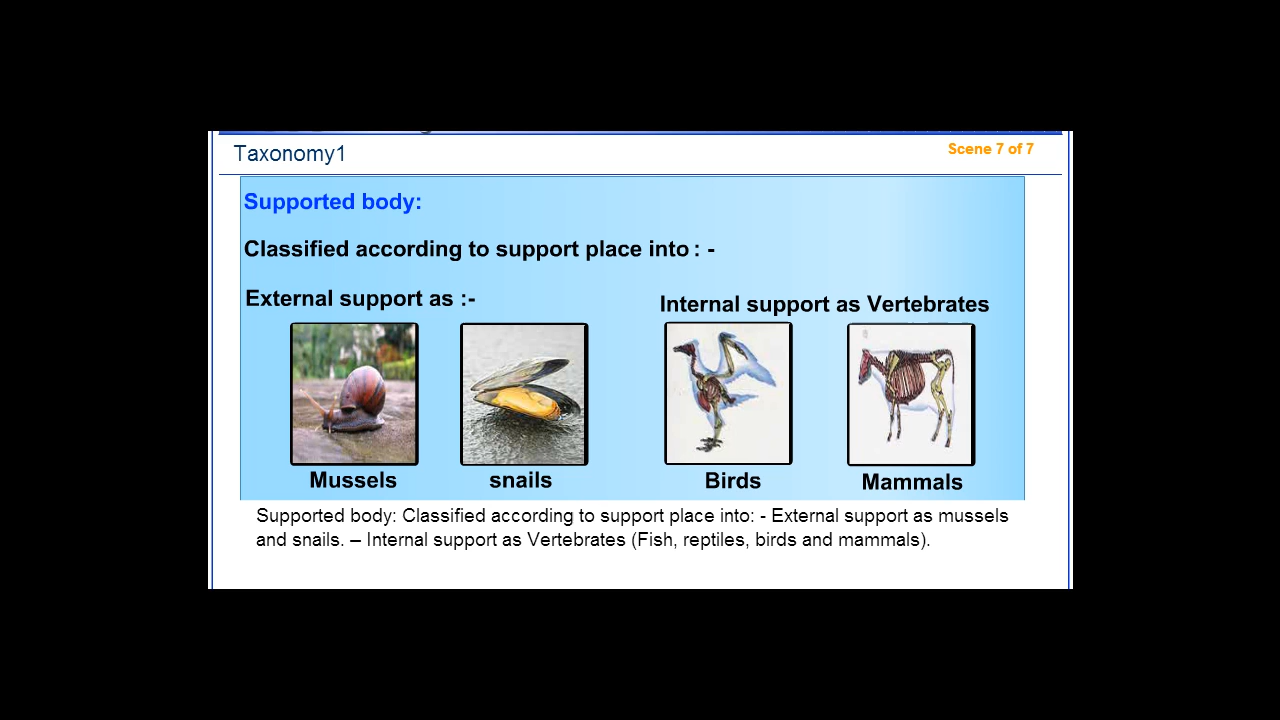 Taxonomy1
Scene 7 of 7
Supported body:
Classified according to support place into : -
External support as :-
Internal support as Vertebrates
Mussels
snails
Birds
Mammals
Supported body: Classified according to support place into: - External support as mussels
and snails. – Internal support as Vertebrates (Fish, reptiles, birds and mammals).